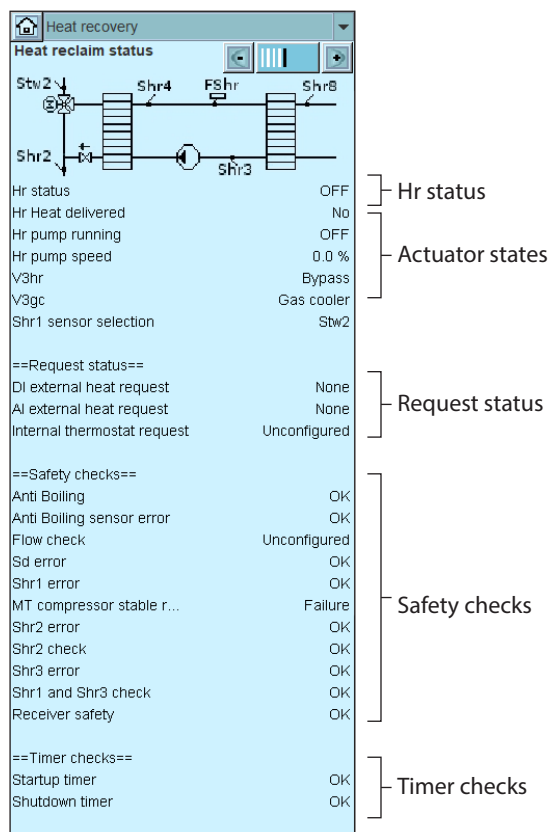 Heat recovery
Heat reclaim status
Stw2 Shr4 FShr Shr8
Shr2 Shr3
Hr status OFF
Hr Heat delivered No
Hr pump running OFF
Hr pump speed 0.0 %
V3hr Bypass
V3gc Gas cooler
Shr1 sensor selection Stw2
==Request status==
DI external heat request None
AI external heat request None
Internal thermostat request Unconfigured
==Safety checks==
Anti Boiling OK
Anti Boiling sensor error OK
Flow check Unconfigured
Sd error OK
Shr1 error OK
MT compressor stable r... Failure
Shr2 error OK
Shr2 check OK
Shr3 error OK
Shr1 and Shr3 check OK
Receiver safety OK
==Timer checks==
Startup timer OK
Shutdown timer OK
Hr status
Actuator states
Request status
Safety checks
Timer checks